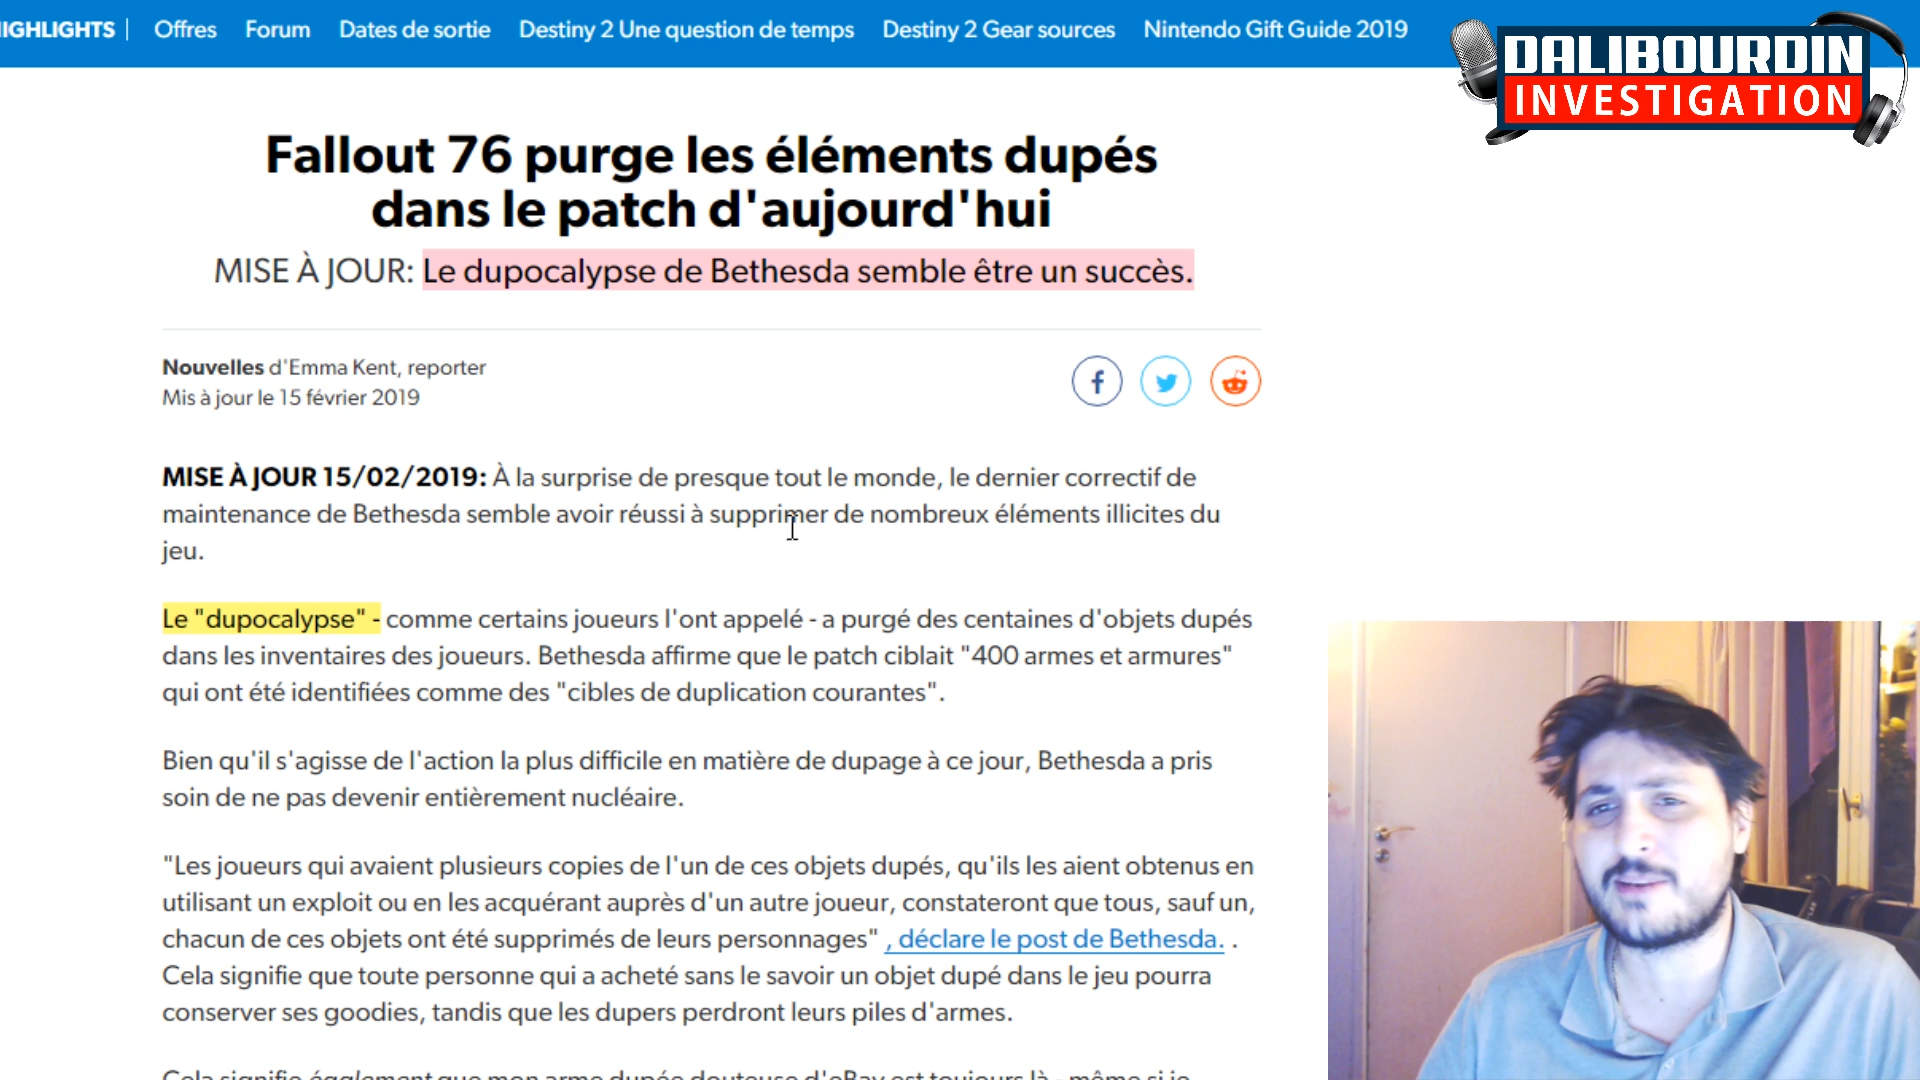 HIGHLIGHTS | Offres Forum Dates de sortie Destiny 2 Une question de temps Destiny 2 Gear sources Nintendo Gift Guide 2019
DALIBOURDIN
INVESTIGATION
Fallout 76 purge les éléments dupés
dans le patch d'aujourd'hui
MISE À JOUR: Le dupocalypse de Bethesda semble être un succès.
Nouvelles d'Emma Kent, reporter
Mis à jour le 15 février 2019
MISE À JOUR 15/02/2019: À la surprise de presque tout le monde, le dernier correctif de
maintenance de Bethesda semble avoir réussi à supprimer de nombreux éléments illicites du
jeu.
Le "dupocalypse" - comme certains joueurs l'ont appelé - a purgé des centaines d'objets dupés
dans les inventaires des joueurs. Bethesda affirme que le patch ciblait "400 armes et armures"
qui ont été identifiées comme des "cibles de duplication courantes".
Bien qu'il s'agisse de l'action la plus difficile en matière de dupage à ce jour, Bethesda a pris
soin de ne pas devenir entièrement nucléaire.
"Les joueurs qui avaient plusieurs copies de l'un de ces objets dupés, qu'ils les aient obtenus en
utilisant un exploit ou en les acquérant auprès d'un autre joueur, constateront que tous, sauf un,
chacun de ces objets ont été supprimés de leurs personnages" , déclare le post de Bethesda. .
Cela signifie que toute personne qui a acheté sans le savoir un objet dupé dans le jeu pourra
conserver ses goodies, tandis que les dupers perdront leurs piles d'armes.
Cela signifie également que mon arme dupée douteuse d'eBay est toujours là - même si je